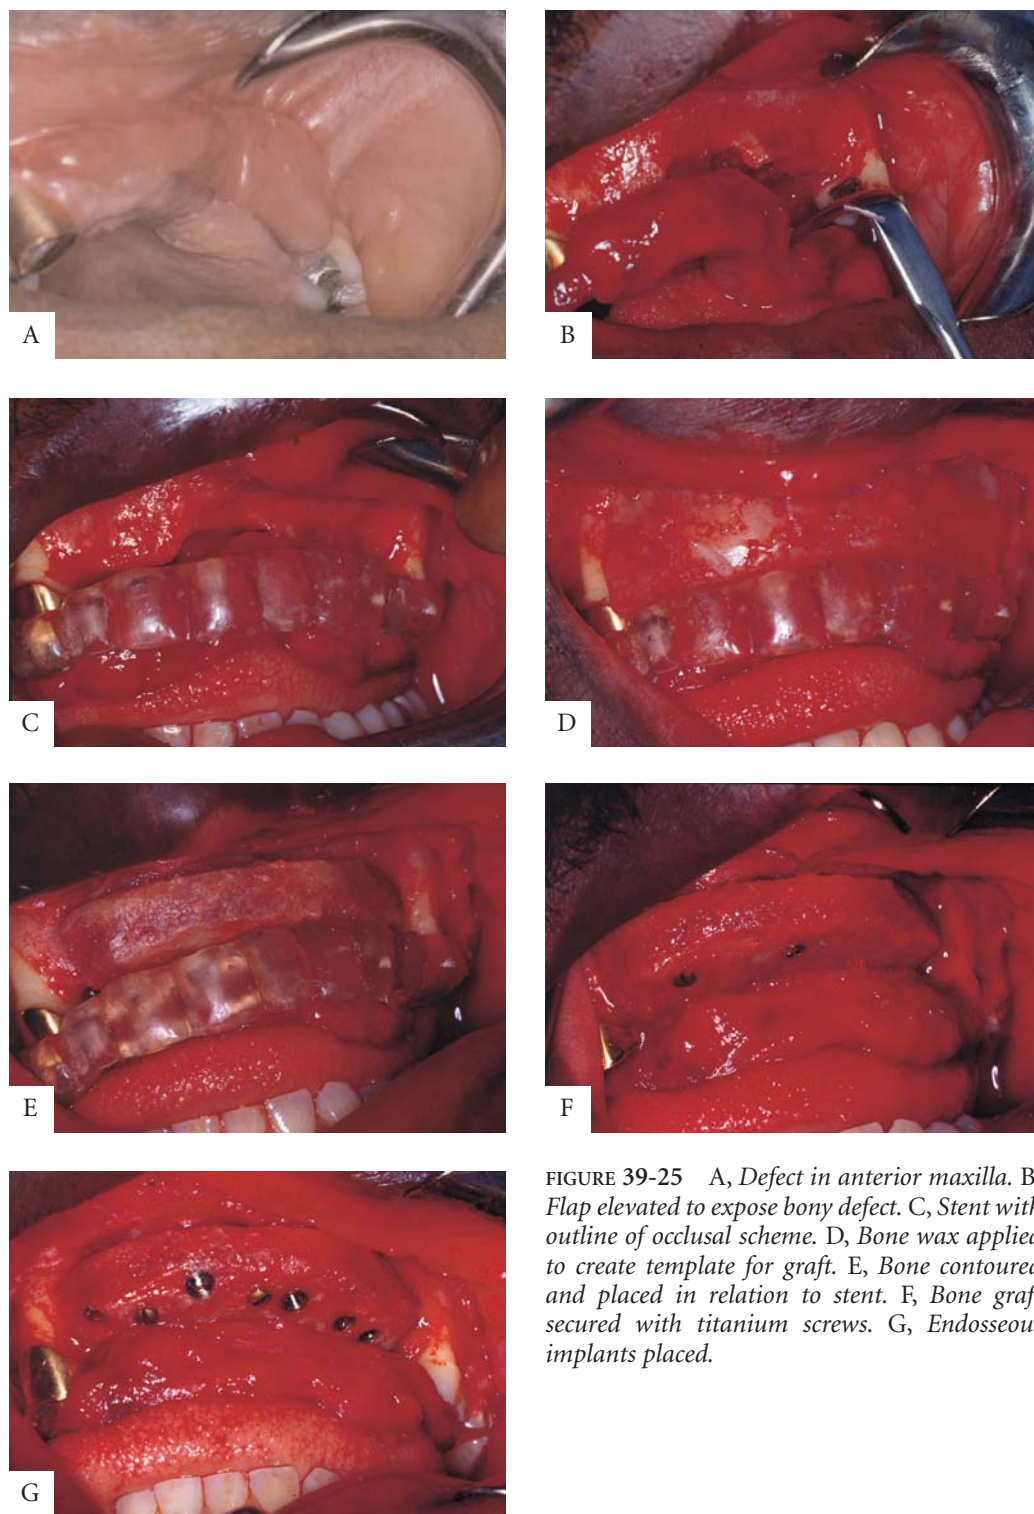 A
B
C
D
E
F
G
FIGURE 39-25 A, Defect in anterior maxilla. B
Flap elevated to expose bony defect. C, Stent with
outline of occlusal scheme. D, Bone wax applied
to create template for graft. E, Bone contoured
and placed in relation to stent. F, Bone graf
secured with titanium screws. G, Endosseou
implants placed.